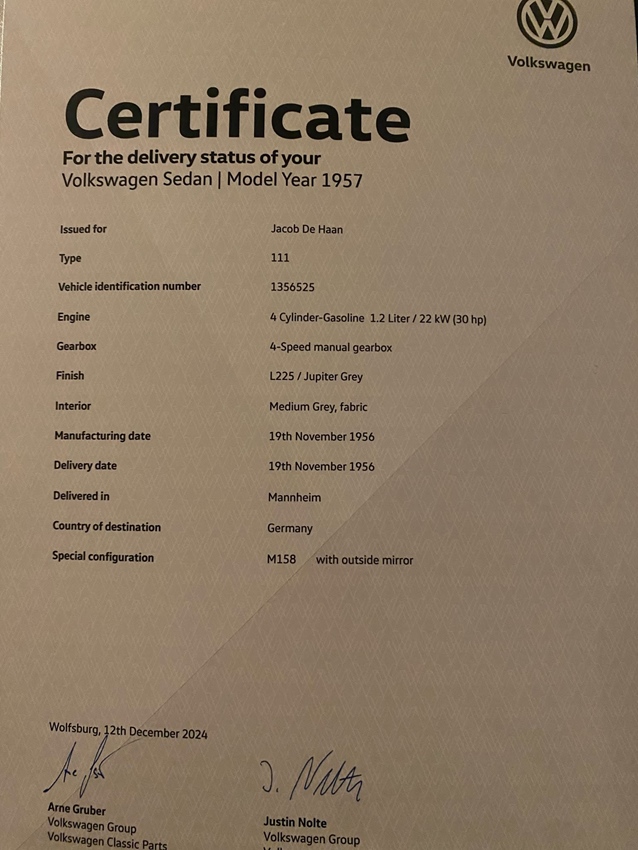 Volkswagen
Certificate
For the delivery status of your
Volkswagen Sedan | Model Year 1957
Issued for Jacob De Haan
Type 111
Vehicle identification number 1356525
Engine 4 Cylinder-Gasoline 1.2 Liter / 22 kW (30 hp)
Gearbox 4-Speed manual gearbox
Finish L225 / Jupiter Grey
Interior Medium Grey, fabric
Manufacturing date 19th November 1956
Delivery date 19th November 1956
Delivered in Mannheim
Country of destination Germany
Special configuration M158 with outside mirror
Wolfsburg, 12th December 2024
J. Nolte
Arne Gruber
Volkswagen Group
Volkswagen Classic Parts
Justin Nolte
Volkswagen Group